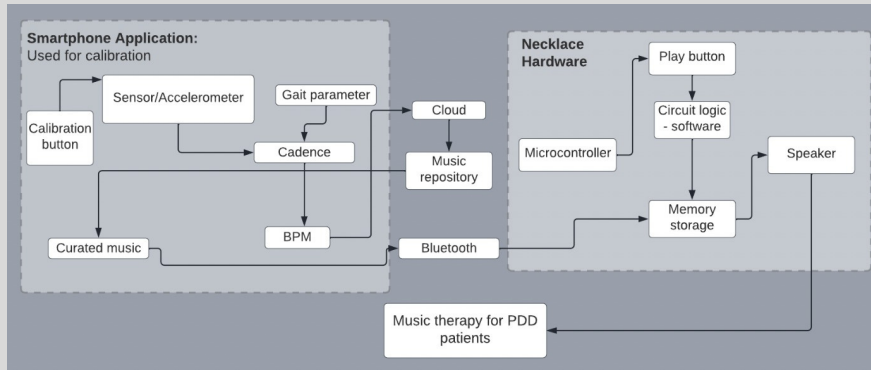 Smartphone Application:
Used for calibration
Calibration
button
Sensor/Accelerometer
Gait parameter
Cadence
BPM
Curated music
Cloud
Music
repository
Bluetooth
Necklace
Hardware
Play button
Circuit logic
- software
Microcontroller
Memory
storage
Speaker
Music therapy for PDD
patients